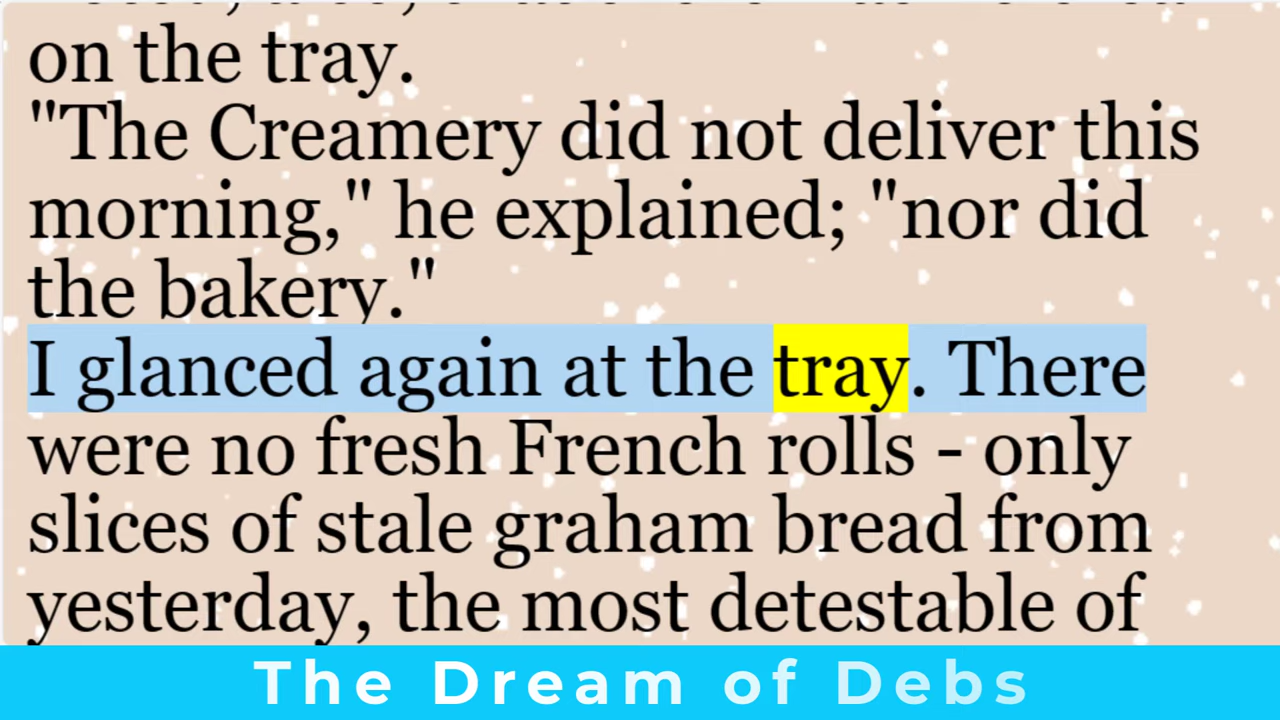 on the tray.
"The Creamery did not deliver this
morning," he explained; "nor did
the bakery."
I glanced again at the tray. There
were no fresh French rolls - only
slices of stale graham bread from
yesterday, the most detestable of
The Dream of Debs